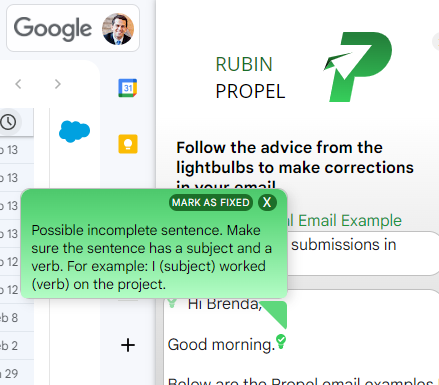 Google
RUBIN
PROPEL
31
Follow the advice from the
lightbulbs to make corrections
in your email
13
13
13
13
12
12
8
2
29
MARK AS FIXED X
Possible incomplete sentence. Make
sure the sentence has a subject and a
verb. For example: I (subject) worked
(verb) on the project.
Email Example
submissions in
Hi Brenda,
Good morning.
Below are the Propel email examples